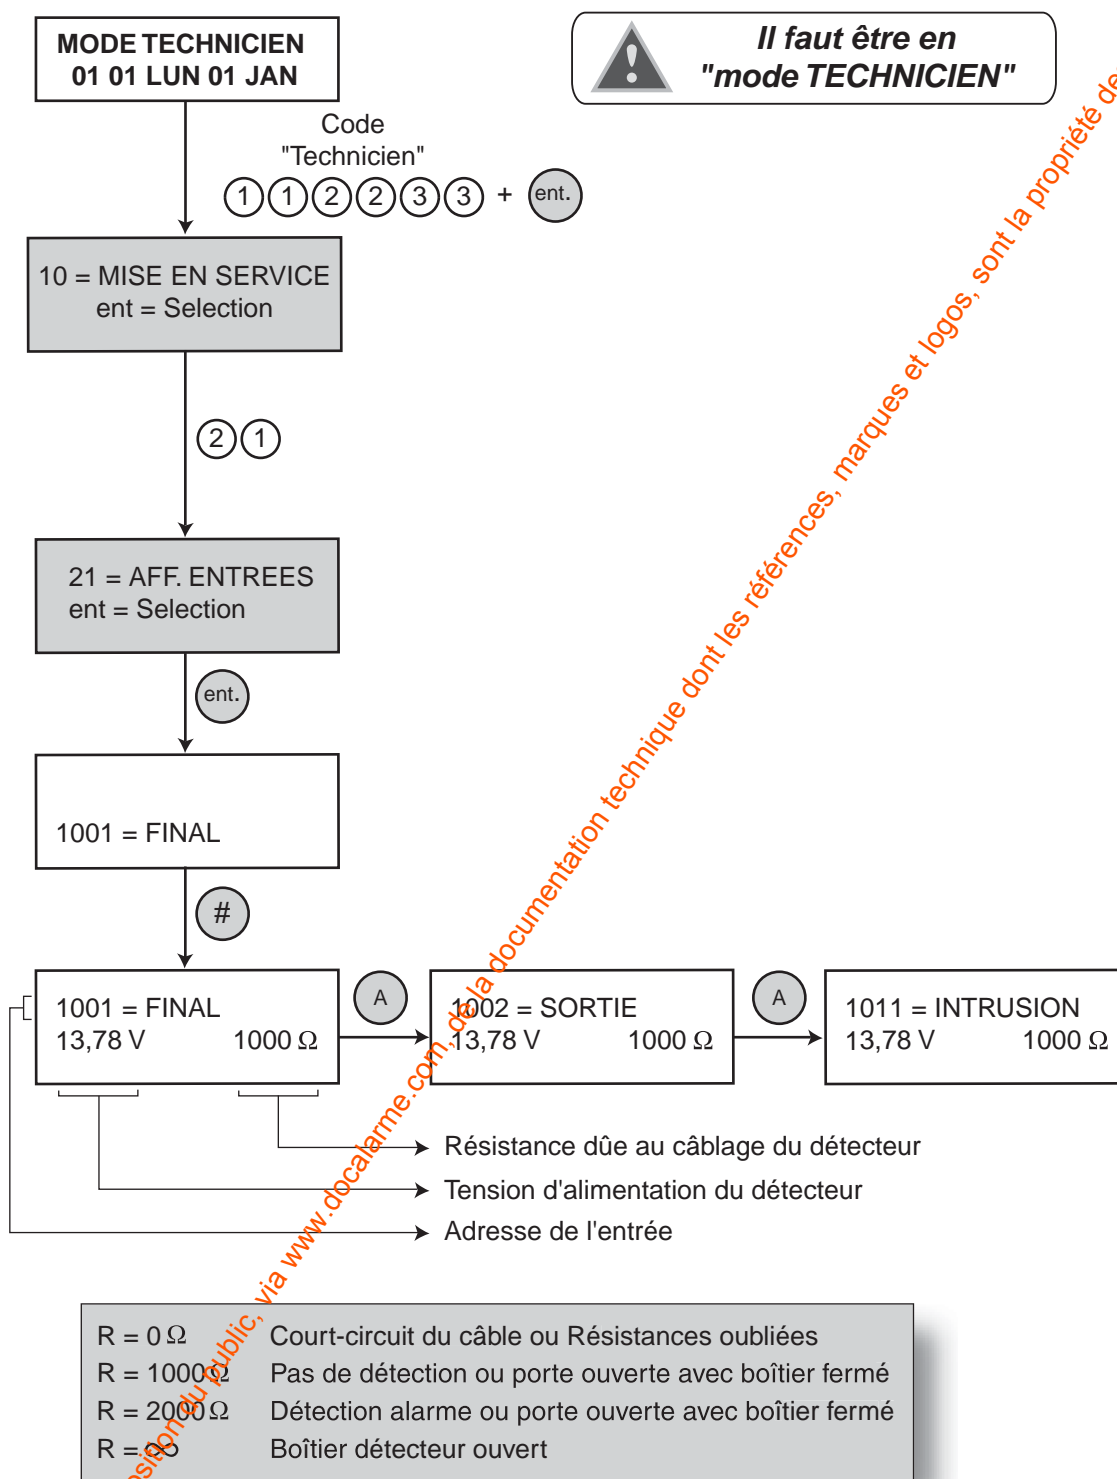 MODE TECHNICIEN
01 01 LUN 01 JAN
Il faut être en
"mode TECHNICIEN"
Code
"Technicien"
1 1 2 2 3 3 + ent.
10 = MISE EN SERVICE
ent = Selection
2 1
21 = AFF. ENTREES
ent = Selection
ent.
1001 = FINAL
#
1001 = FINAL
13,78 V 1000 Ω
A
1002 = SORTIE
13,78 V 1000 Ω
A
1011 = INTRUSION
13,78 V 1000 Ω
Résistance dûe au câblage du détecteur
Tension d'alimentation du détecteur
Adresse de l'entrée
R = 0 Ω Court-circuit du câble ou Résistances oubliées
R = 1000 Ω Pas de détection ou porte ouverte avec boîtier fermé
R = 2000 Ω Détection alarme ou porte ouverte avec boîtier fermé
R = ∞ Boîtier détecteur ouvert
du public, via www.docalarme.com, de la documentation technique dont les références, marques et logos, sont la propriété